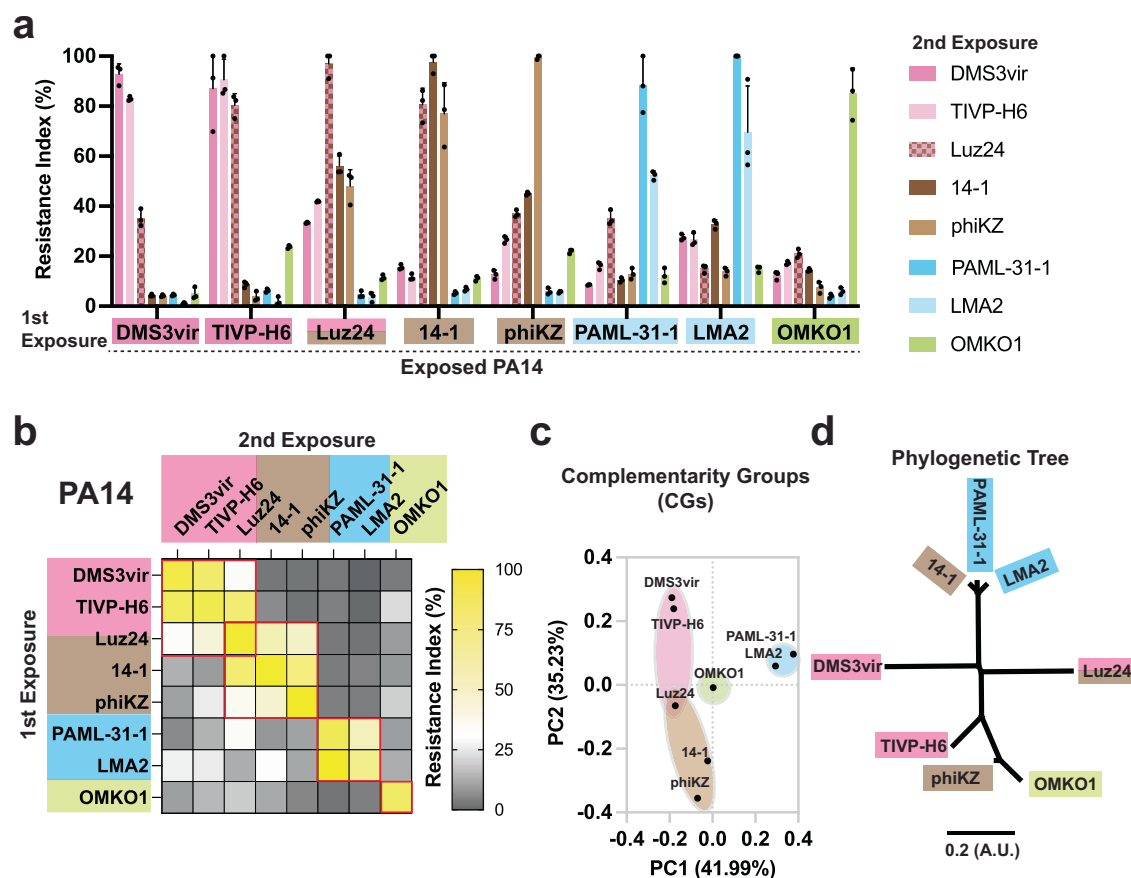 a
Resistance Index (%)
100
80
60
40
20
0
1st
Exposure
DMS3vir
TIVP-H6
Luz24
14-1
phiKZ
PAML-31-1
LMA2
OMKO1
Exposed PA14
2nd Exposure
DMS3vir
TIVP-H6
Luz24
14-1
phiKZ
PAML-31-1
LMA2
OMKO1
b
2nd Exposure
PA14
DMS3vir
TIVP-H6
Luz24
14-1
phiKZ
PAML-31-1
LMA2
OMKO1
1st Exposure
DMS3vir
TIVP-H6
Luz24
14-1
phiKZ
PAML-31-1
LMA2
OMKO1
Resistance Index (%)
100
75
50
25
0
c
Complementarity Groups
(CGs)
PC2 (35.23%)
0.4
0.2
0.0
-0.2
-0.4
DMS3vir
TIVP-H6
PAML-31-1
LMA2
OMKO1
Luz24
14-1
phiKZ
-0.4 -0.2 0.0 0.2 0.4
PC1 (41.99%)
d
Phylogenetic Tree
PAML-31-1
14-1
LMA2
DMS3vir
Luz24
TIVP-H6
phiKZ
OMKO1
0.2 (A.U.)